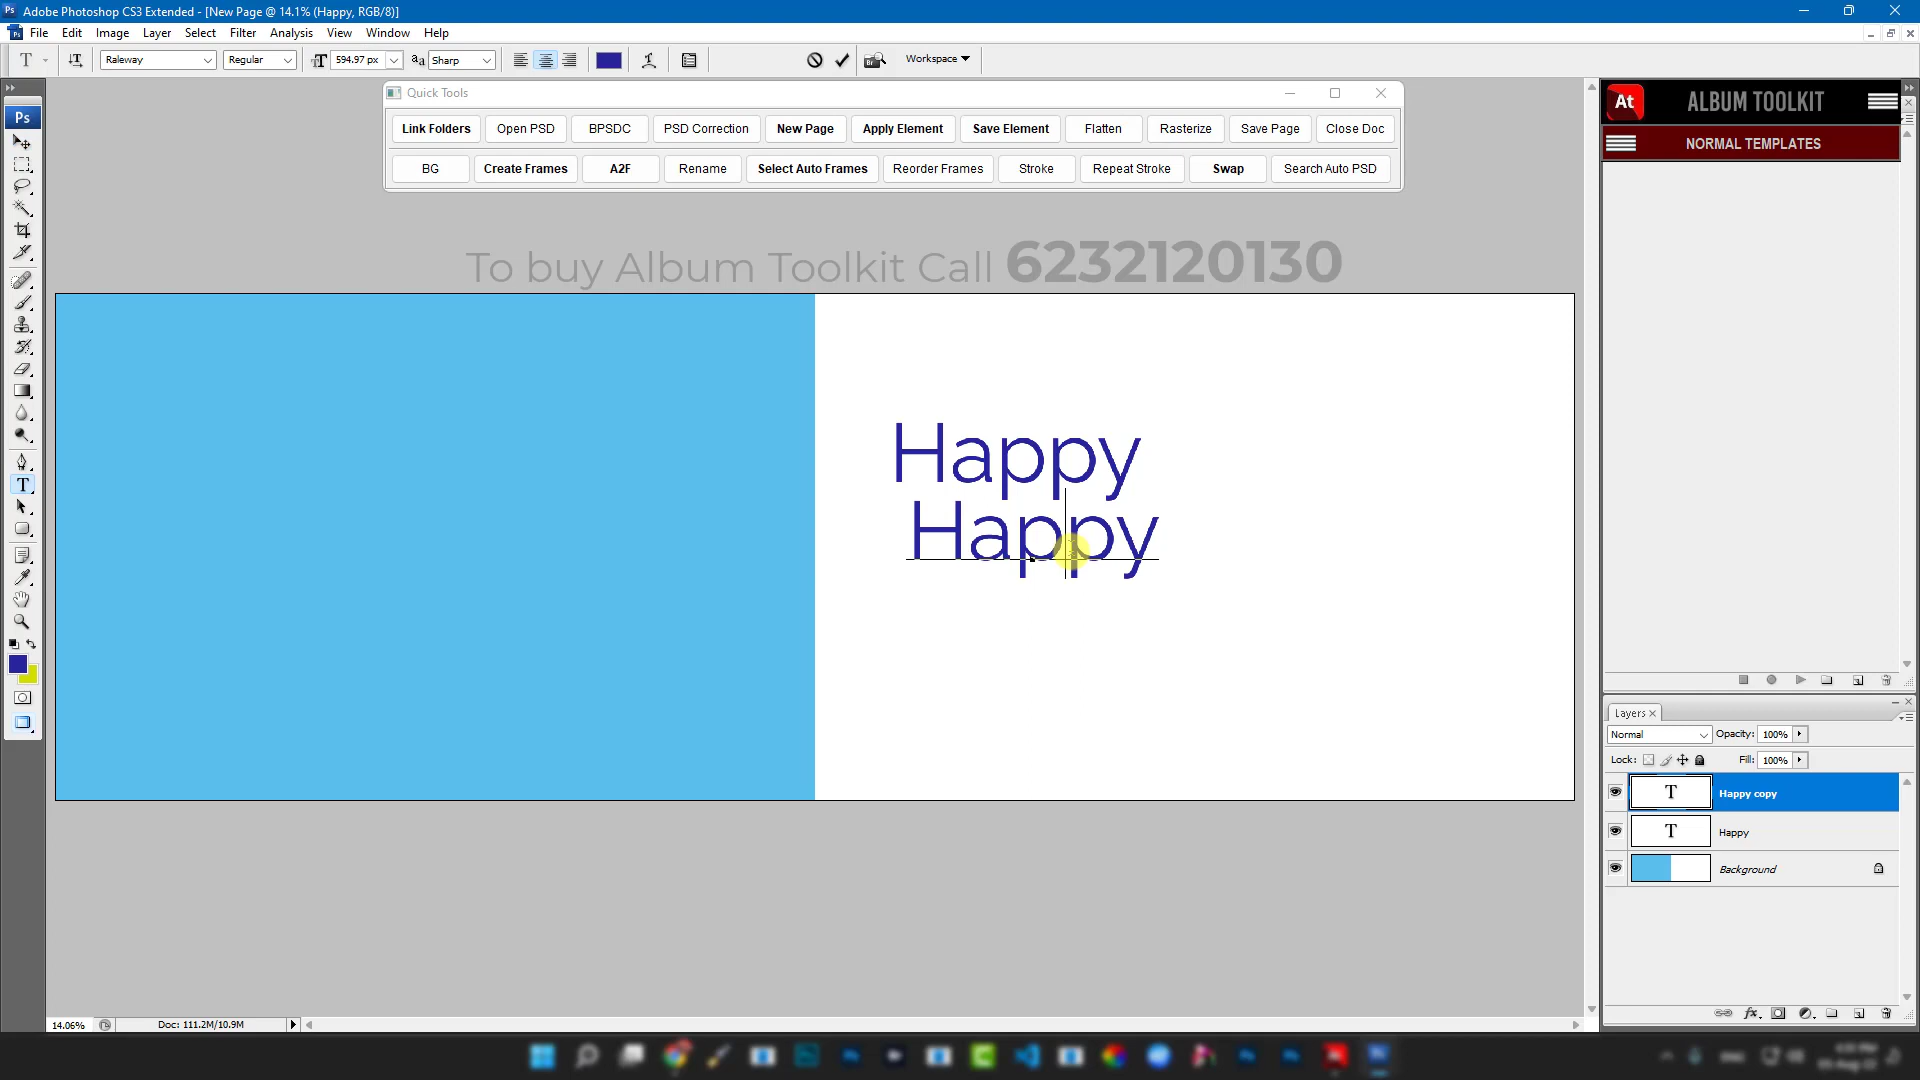 Adobe Photoshop CS3 Extended - [New Page @ 14.1% (Happy, RGB/8)]
File Edit Image Layer Select Filter Analysis View Window Help
T Raleway Regular 594.97 px Sharp Workspace
Quick Tools
Link Folders Open PSD BPSDC PSD Correction New Page Apply Element Save Element Flatten Rasterize Save Page Close Doc
BG Create Frames A2F Rename Select Auto Frames Reorder Frames Stroke Repeat Stroke Swap Search Auto PSD
At ALBUM TOOLKIT
NORMAL TEMPLATES
Ps
To buy Album Toolkit Call 6232120130
Happy
Happy
Layers
Normal Opacity: 100%
Lock: Fill: 100%
T Happy copy
T Happy
Background
14.06% Doc: 111.2M/10.9M